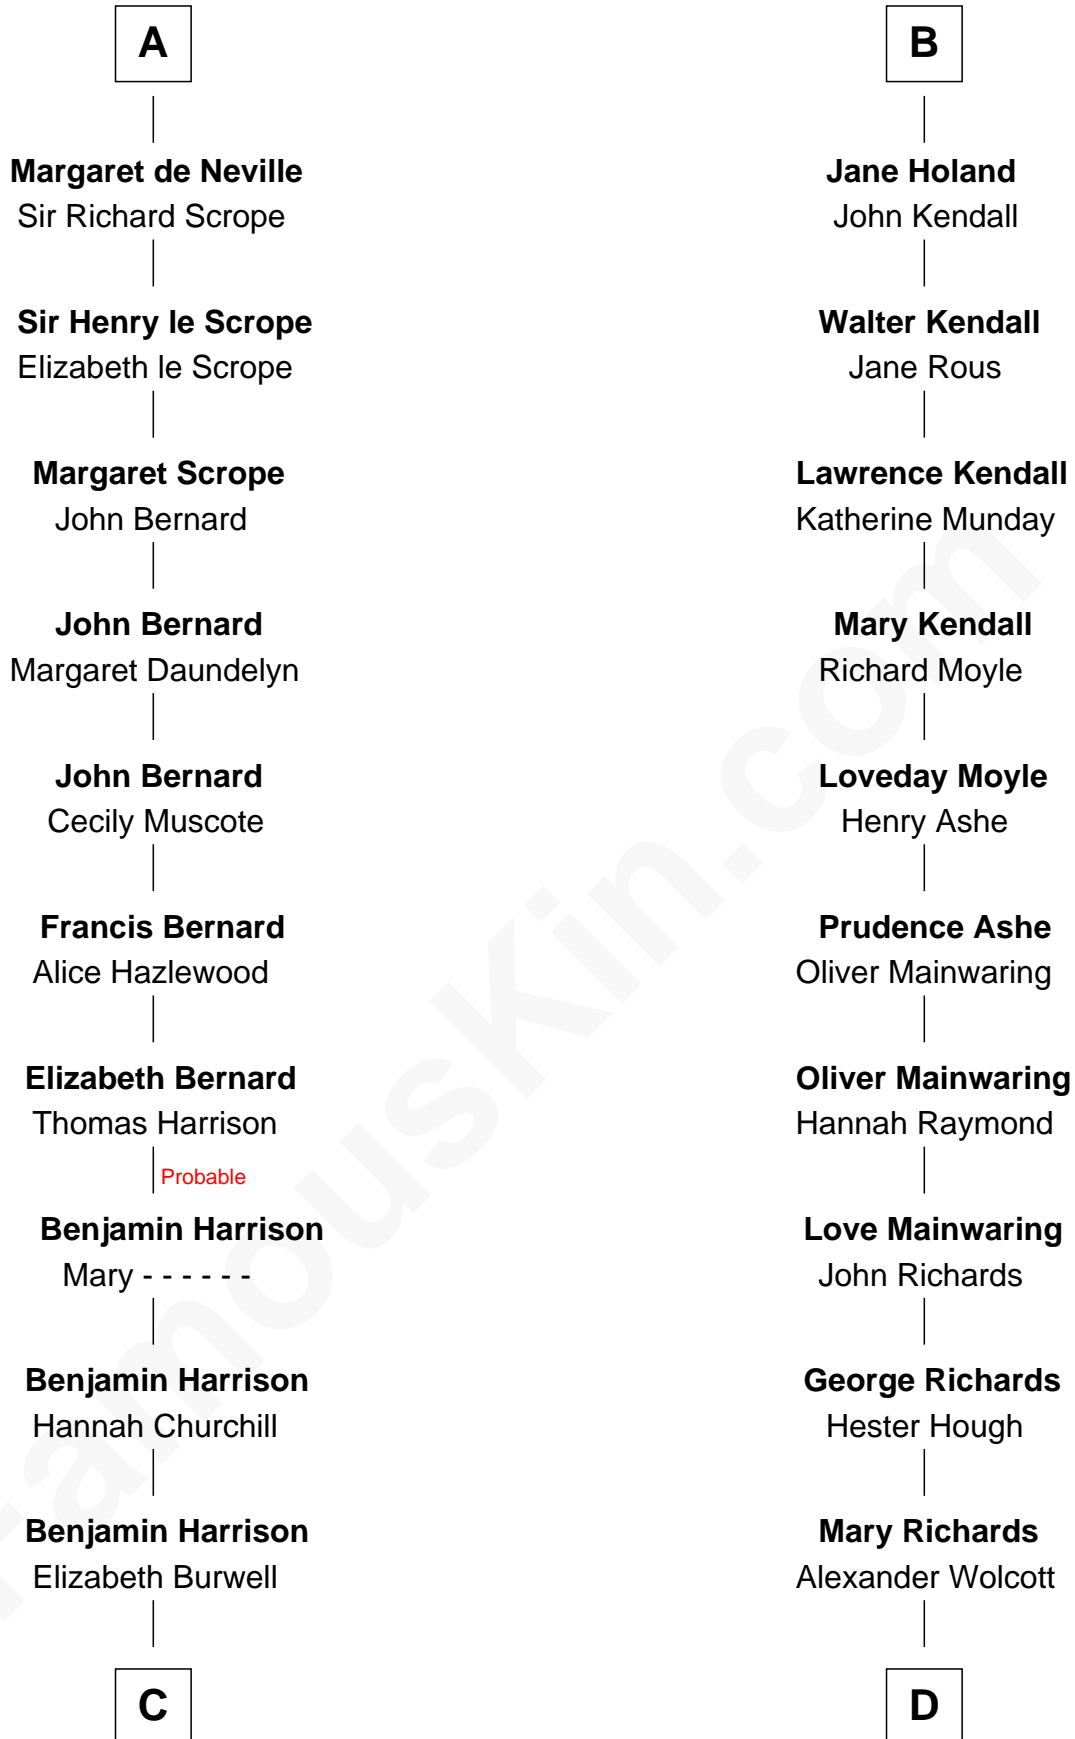 A
Margaret de Neville
Sir Richard Scrope
Sir Henry le Scrope
Elizabeth le Scrope
Margaret Scrope
John Bernard
John Bernard
Margaret Daundelyn
John Bernard
Cecily Muscote
Francis Bernard
Alice Hazlewood
Elizabeth Bernard
Thomas Harrison
Probable
Benjamin Harrison
Mary - - - - - -
Benjamin Harrison
Hannah Churchill
Benjamin Harrison
Elizabeth Burwell
C
B
Jane Holand
John Kendall
Walter Kendall
Jane Rous
Lawrence Kendall
Katherine Munday
Mary Kendall
Richard Moyle
Loveday Moyle
Henry Ashe
Prudence Ashe
Oliver Mainwaring
Oliver Mainwaring
Hannah Raymond
Love Mainwaring
John Richards
George Richards
Hester Hough
Mary Richards
Alexander Wolcott
D
FamousKin.com